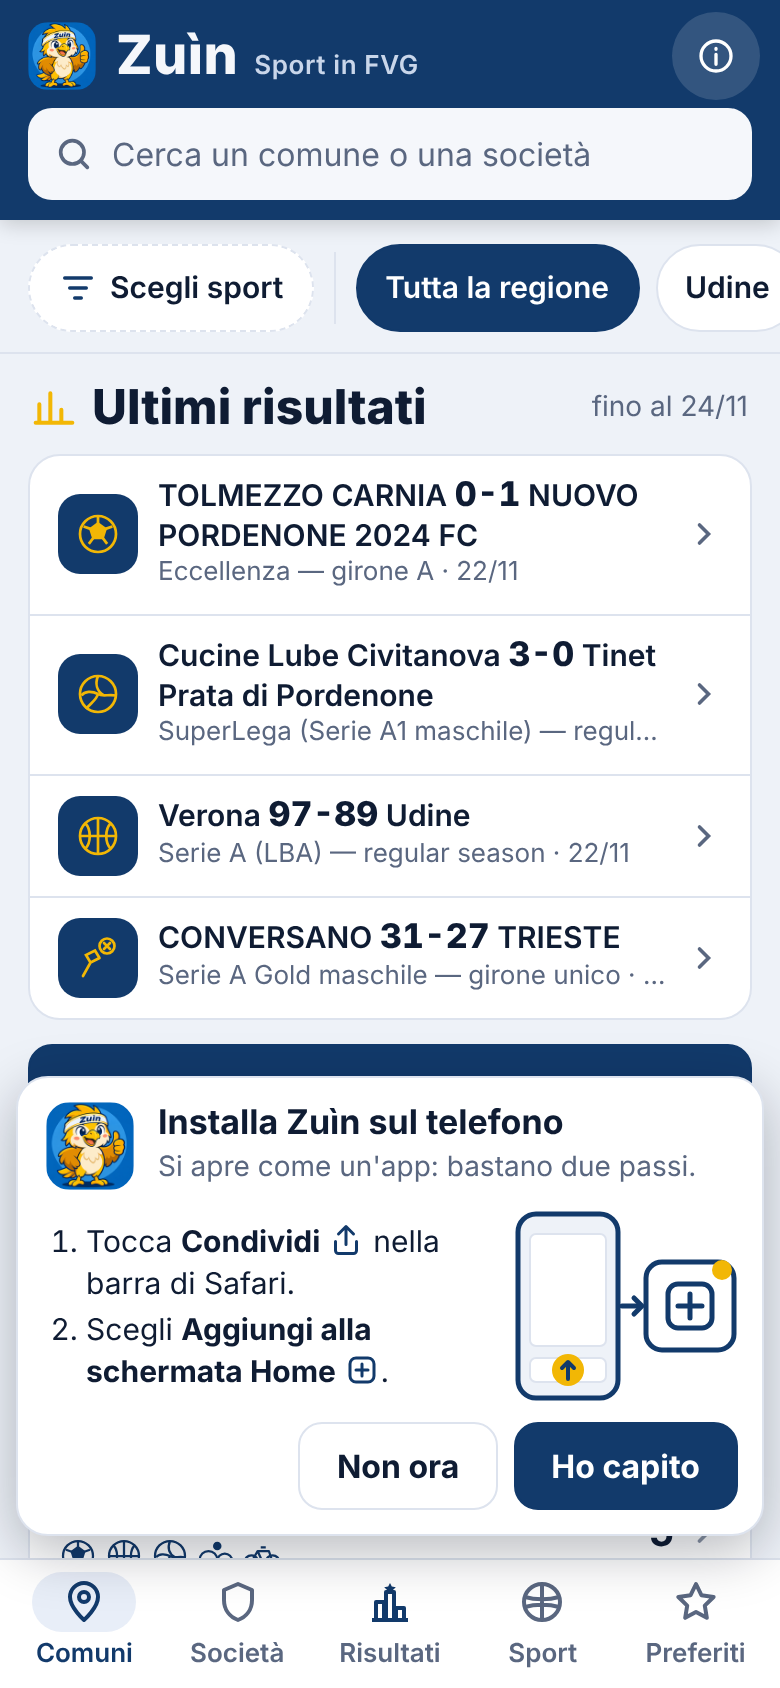 Zuìn Sport in FVG
Cerca un comune o una società
Scegli sport
Tutta la regione
Udine
Ultimi risultati
fino al 24/11
TOLMEZZO CARNIA 0-1 NUOVO
PORDENONE 2024 FC
Eccellenza — girone A · 22/11
Cucine Lube Civitanova 3-0 Tinet
Prata di Pordenone
SuperLega (Serie A1 maschile) — regul...
Verona 97-89 Udine
Serie A (LBA) — regular season · 22/11
CONVERSANO 31-27 TRIESTE
Serie A Gold maschile — girone unico · ...
Zuìn
Installa Zuìn sul telefono
Si apre come un'app: bastano due passi.
1. Tocca Condividi nella
barra di Safari.
2. Scegli Aggiungi alla
schermata Home .
Non ora
Ho capito
Comuni
Società
Risultati
Sport
Preferiti